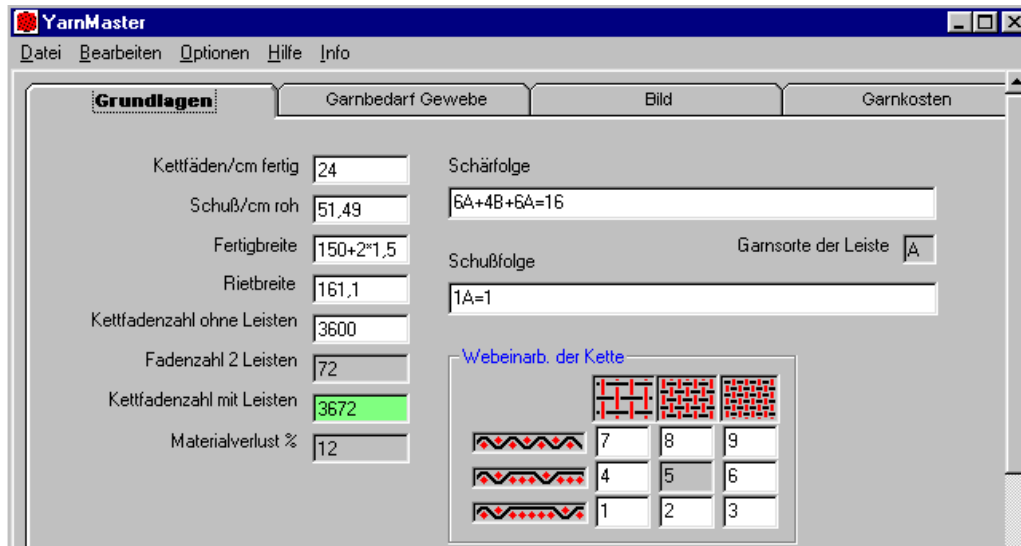 YarnMaster
Datei Bearbeiten Optionen Hilfe Info
Grundlagen Garnbedarf Gewebe Bild Garnkosten
Kettfäden/cm fertig 24
Schuß/cm roh 51,49
Fertigbreite 150+2*1,5
Rietbreite 161,1
Kettfadenzahl ohne Leisten 3600
Fadenzahl 2 Leisten 72
Kettfadenzahl mit Leisten 3672
Materialverlust % 12
Schärfolge
6A+4B+6A=16
Garnsorte der Leiste A
Schußfolge
1A=1
Webeinarb. der Kette
7 8 9
4 5 6
1 2 3